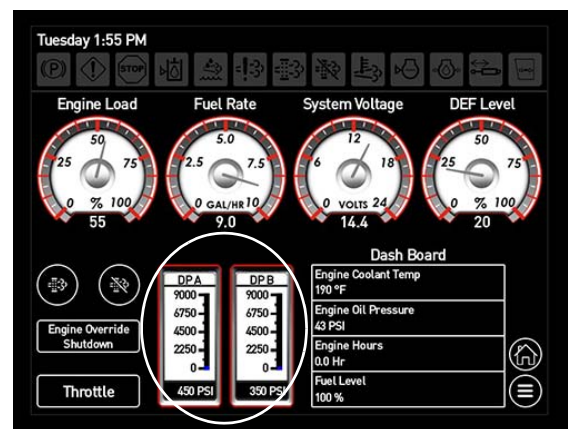 Tuesday 1:55 PM
(P)
STOP
Engine Load
Fuel Rate
System Voltage
DEF Level
50
25
75
0 % 100
55
5.0
2.5
7.5
0 GAL/HR 10
9.0
12
6
18
0 VOLTS 24
14.4
50
25
75
0 % 100
20
Dash Board
Engine Coolant Temp
190 °F
Engine Oil Pressure
43 PSI
Engine Hours
0.0 Hr
Fuel Level
100 %
Engine Override
Shutdown
Throttle
DPA
9000
6750
4500
2250
0
450 PSI
DPB
9000
6750
4500
2250
0
350 PSI